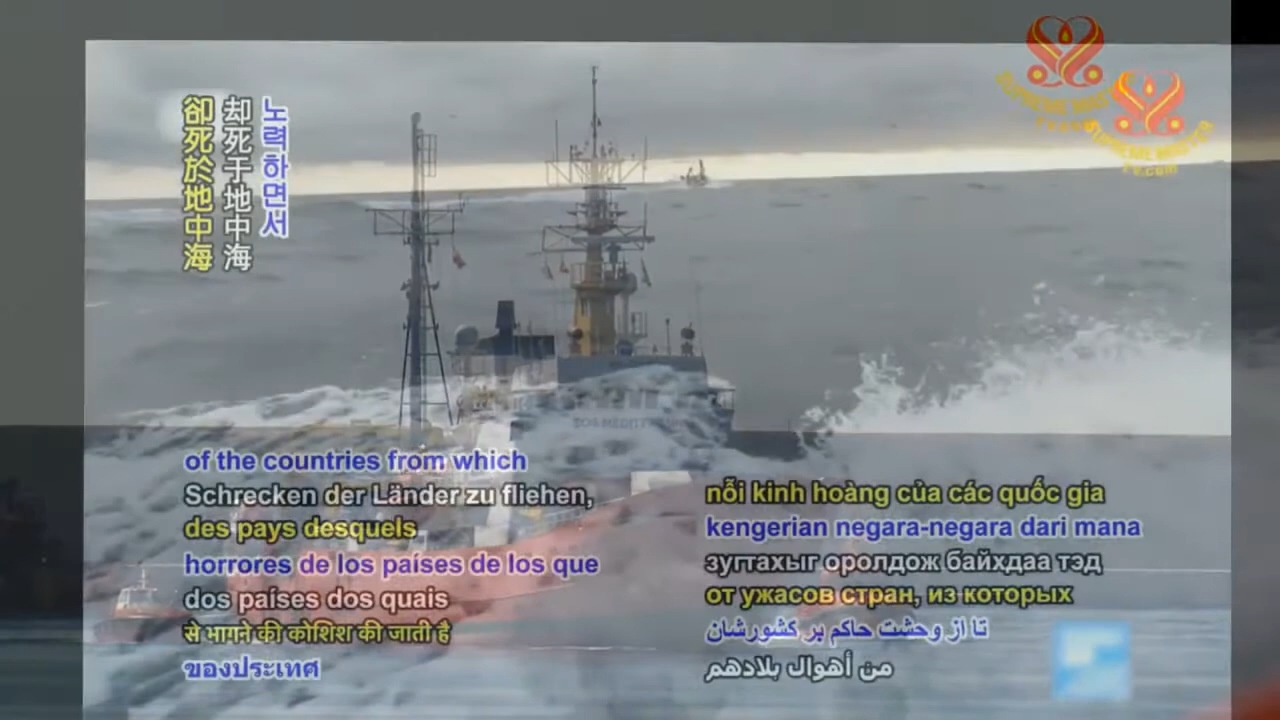 노력하면서
却死于地中海
卻死於地中海
SUPREME MASTER
TV.com
of the countries from which
Schrecken der Länder zu fliehen,
des pays desquels
horrores de los países de los que
dos países dos quais
से भागने की कोशिश की जाती है
ของประเทศ
nỗi kinh hoàng của các quốc gia
kengerian negara-negara dari mana
зугтахыг оролдож байхдаа тэд
от ужасов стран, из которых
تا از وحشت حاکم بر کشورشان
من أهوال بلادهم